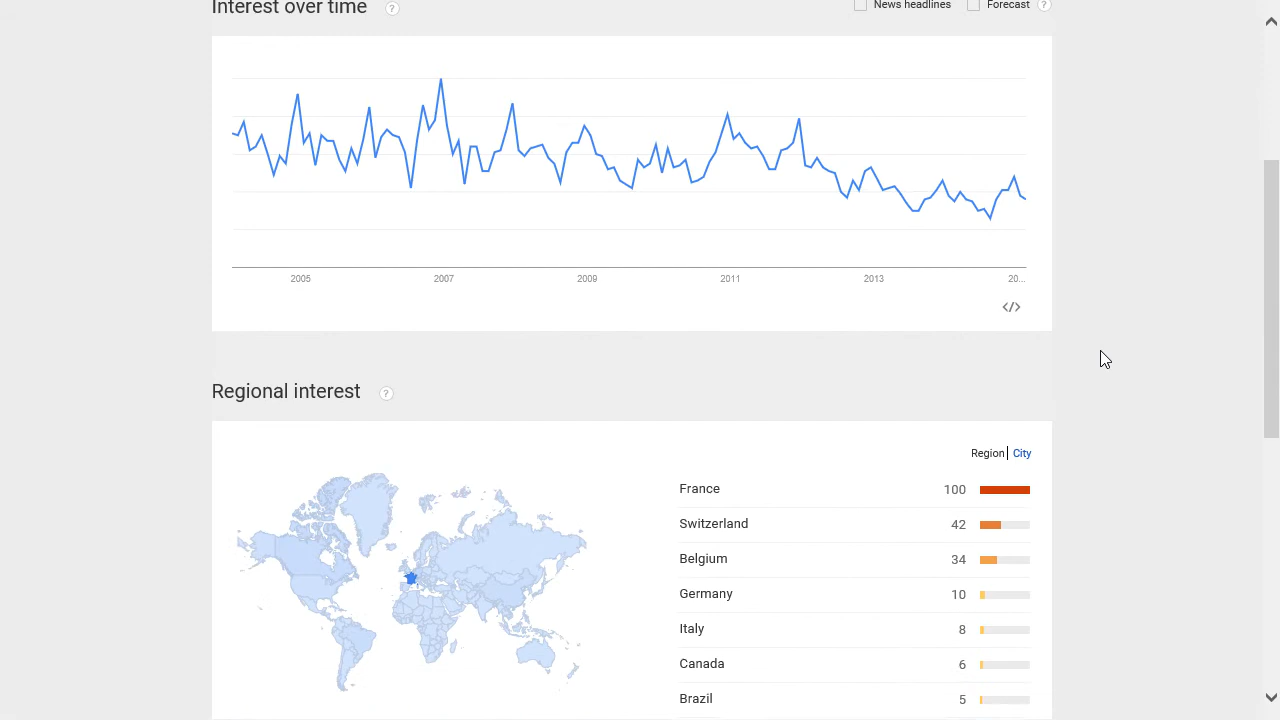 Interest over time ?
News headlines Forecast ?
2005 2007 2009 2011 2013 20...
</>
Regional interest ?
Region City
France 100
Switzerland 42
Belgium 34
Germany 10
Italy 8
Canada 6
Brazil 5